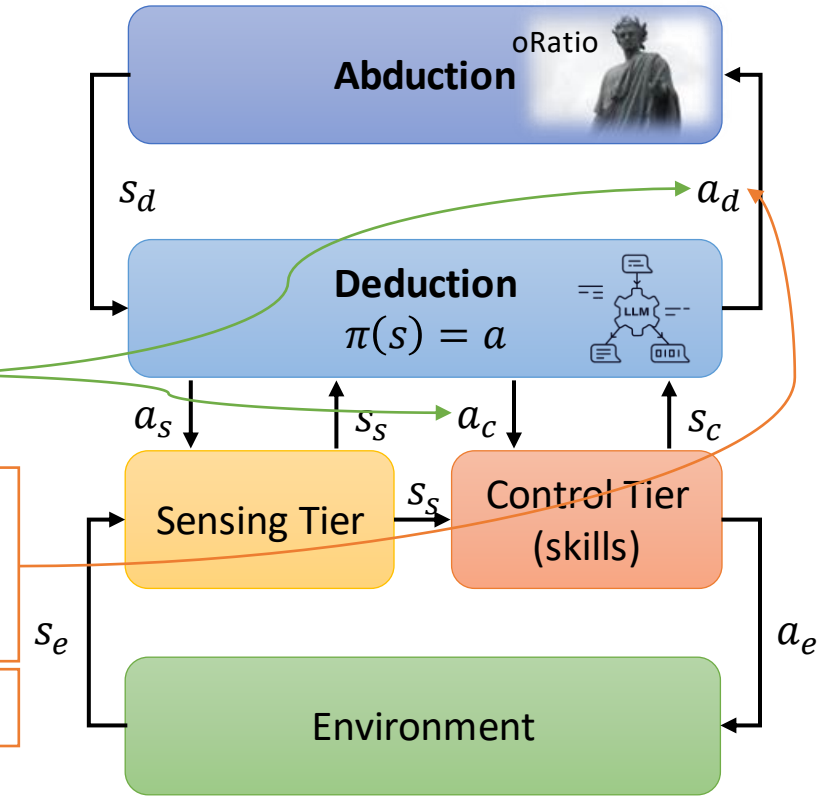 oRatio
Abduction
s_d
a_d
Deduction
π(s) = a
LLM
0101
a_s
s_s
a_c
s_c
Sensing Tier
s_s
Control Tier
(skills)
s_e
a_e
Environment